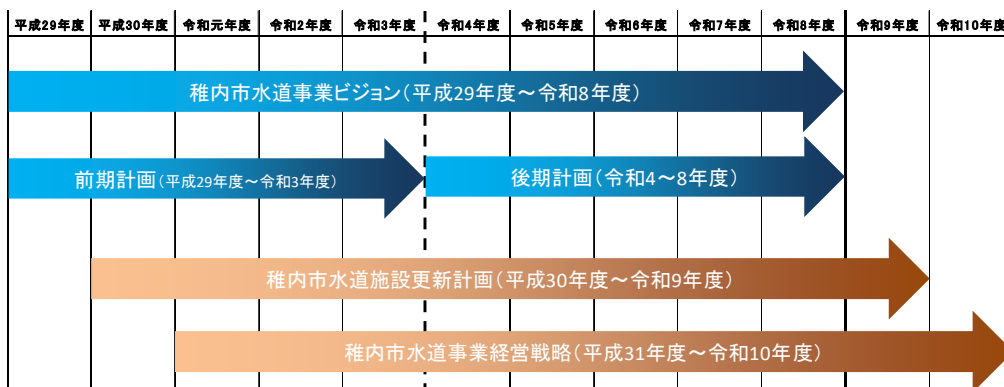 平成29年度 平成30年度 令和元年度 令和2年度 令和3年度 令和4年度 令和5年度 令和6年度 令和7年度 令和8年度 令和9年度 令和10年度
稚内市水道事業ビジョン(平成29年度～令和8年度)
前期計画(平成29年度～令和3年度) 後期計画(令和4～8年度)
稚内市水道施設更新計画(平成30年度～令和9年度)
稚内市水道事業経営戦略(平成31年度～令和10年度)